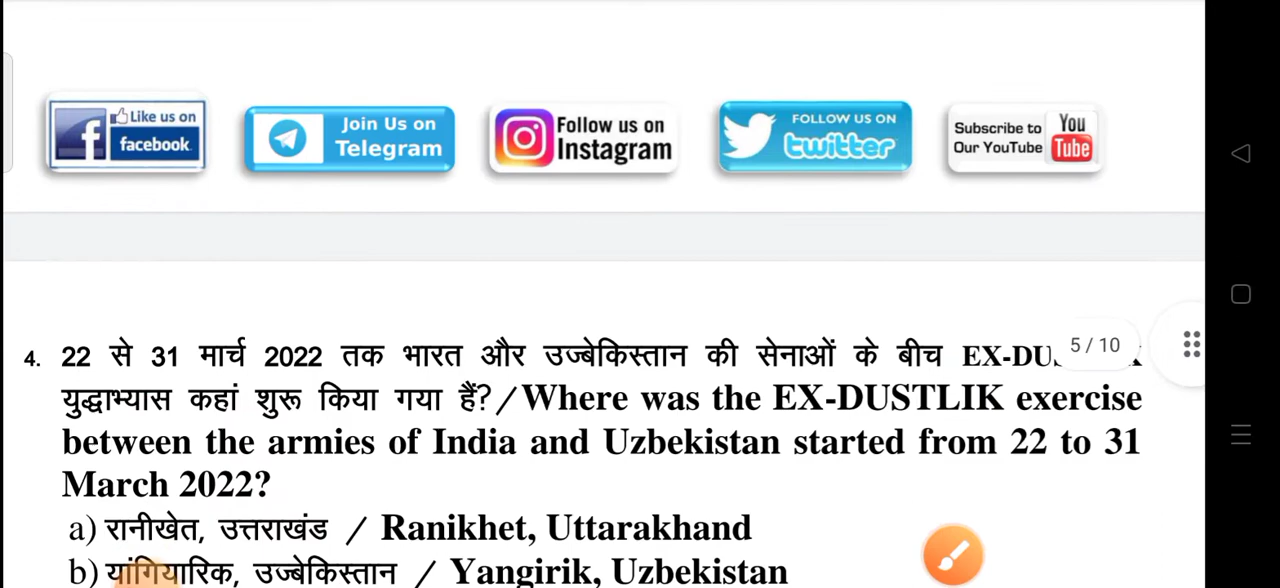 Like us on
facebook
Join Us on
Telegram
Follow us on
Instagram
FOLLOW US ON
twitter
Subscribe to
Our YouTube
You
Tube
5 / 10
4. 22 से 31 मार्च 2022 तक भारत और उज्बेकिस्तान की सेनाओं के बीच
युद्धाभ्यास कहां शुरू किया गया हैं?/Where was the EX-DUSTLIK exercise
between the armies of India and Uzbekistan started from 22 to 31
March 2022?
a) रानीखेत, उत्तराखंड / Ranikhet, Uttarakhand
b) यांगियारिक, उज्बेकिस्तान / Yangirik, Uzbekistan